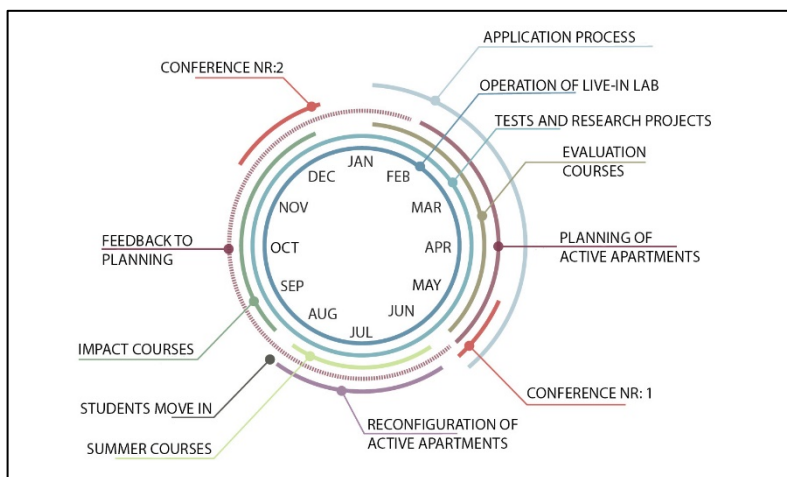 APPLICATION PROCESS
CONFERENCE NR:2
OPERATION OF LIVE-IN LAB
TESTS AND RESEARCH PROJECTS
EVALUATION
COURSES
JAN
FEB
MAR
APR
MAY
JUN
JUL
AUG
SEP
OCT
NOV
DEC
FEEDBACK TO
PLANNING
PLANNING OF
ACTIVE APARTMENTS
IMPACT COURSES
CONFERENCE NR: 1
STUDENTS MOVE IN
RECONFIGURATION OF
ACTIVE APARTMENTS
SUMMER COURSES